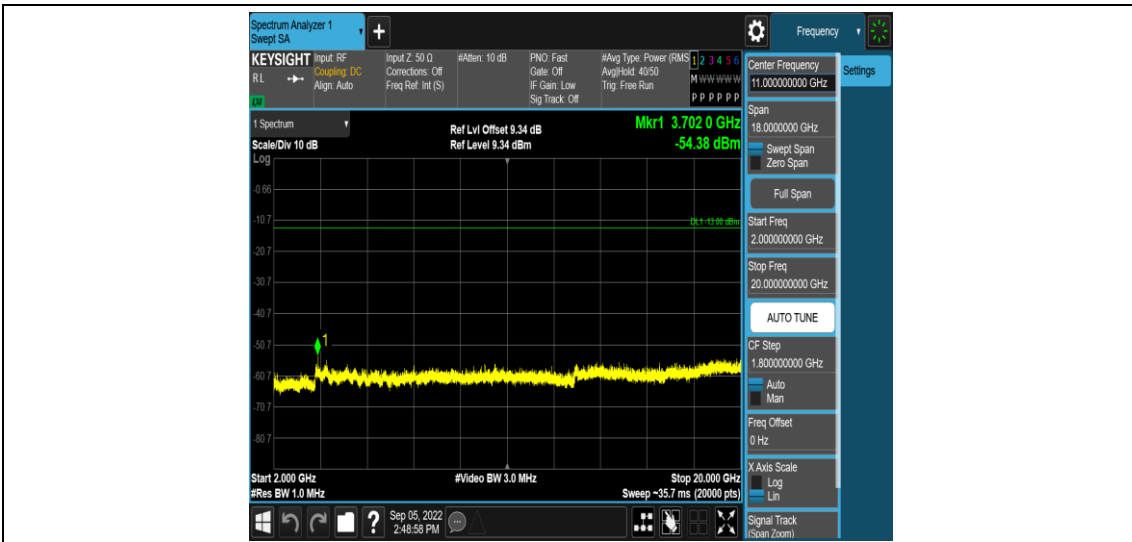 Spectrum Analyzer 1
Swept SA
Frequency
KEYSIGHT
RL
LXI
Input: RF
Coupling: DC
Align: Auto
Input Z: 50 Ω
Corrections: Off
Freq Ref: Int (S)
#Atten: 10 dB
PNO: Fast
Gate: Off
IF Gain: Low
Sig Track: Off
#Avg Type: Power (RMS
Avg|Hold: 40/50
Trig: Free Run
1 2 3 4 5 6
M W W W W W
P P P P P P
Center Frequency
11.000000000 GHz
Settings
1 Spectrum
Scale/Div 10 dB
Ref Lvl Offset 9.34 dB
Ref Level 9.34 dBm
Mkr1 3.702 0 GHz
-54.38 dBm
Log
-0.66
-10.7
-20.7
-30.7
-40.7
-50.7
-60.7
-70.7
-80.7
DL1 -13.00 dBm
1
Start 2.000 GHz
#Res BW 1.0 MHz
#Video BW 3.0 MHz
Stop 20.000 GHz
Sweep ~35.7 ms (20000 pts)
Span
18.0000000 GHz
Swept Span
Zero Span
Full Span
Start Freq
2.000000000 GHz
Stop Freq
20.000000000 GHz
AUTO TUNE
CF Step
1.800000000 GHz
Auto
Man
Freq Offset
0 Hz
X Axis Scale
Log
Lin
Signal Track
(Span Zoom)
?
Sep 05, 2022
2:48:58 PM